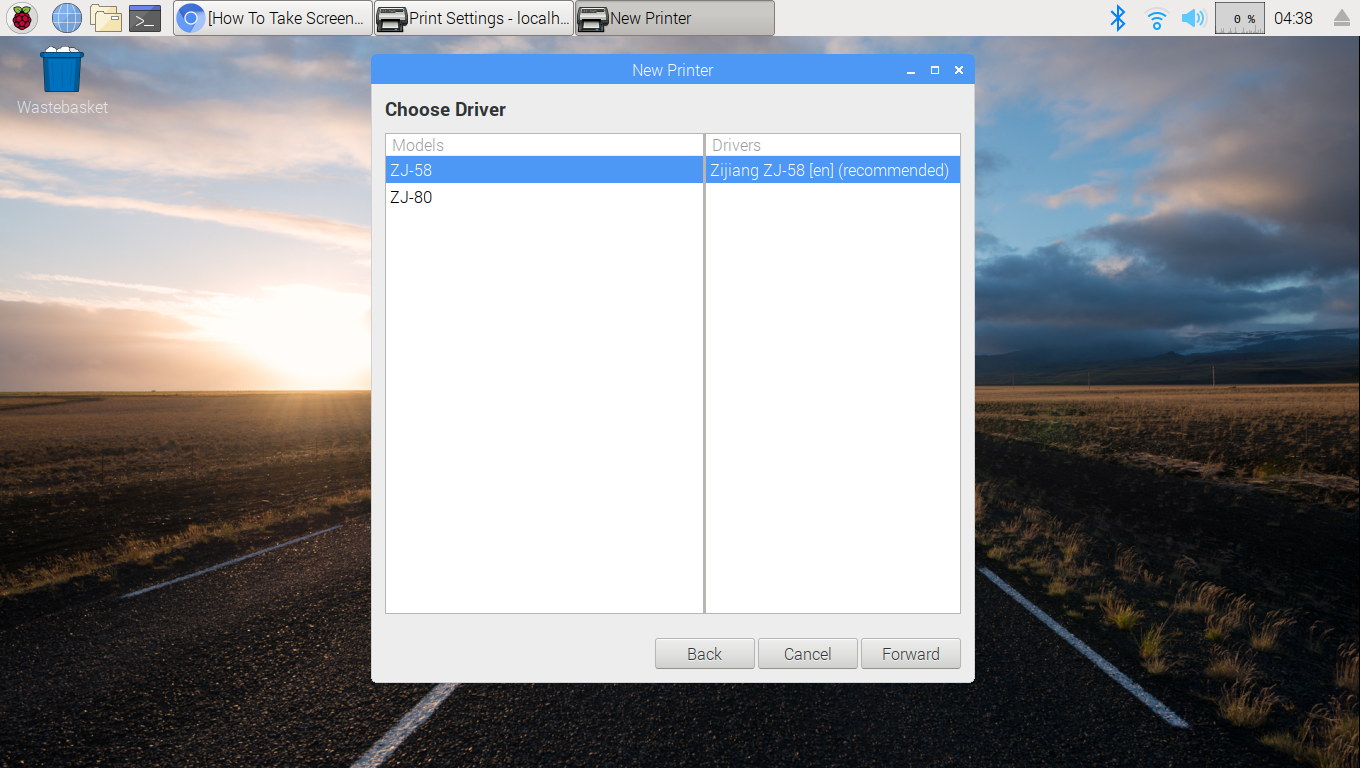 [How To Take Screen...
Print Settings - localh...
New Printer
0 %
04:38
Wastebasket
New Printer
Choose Driver
Models
Drivers
ZJ-58
Zijiang ZJ-58 [en] (recommended)
ZJ-80
Back
Cancel
Forward